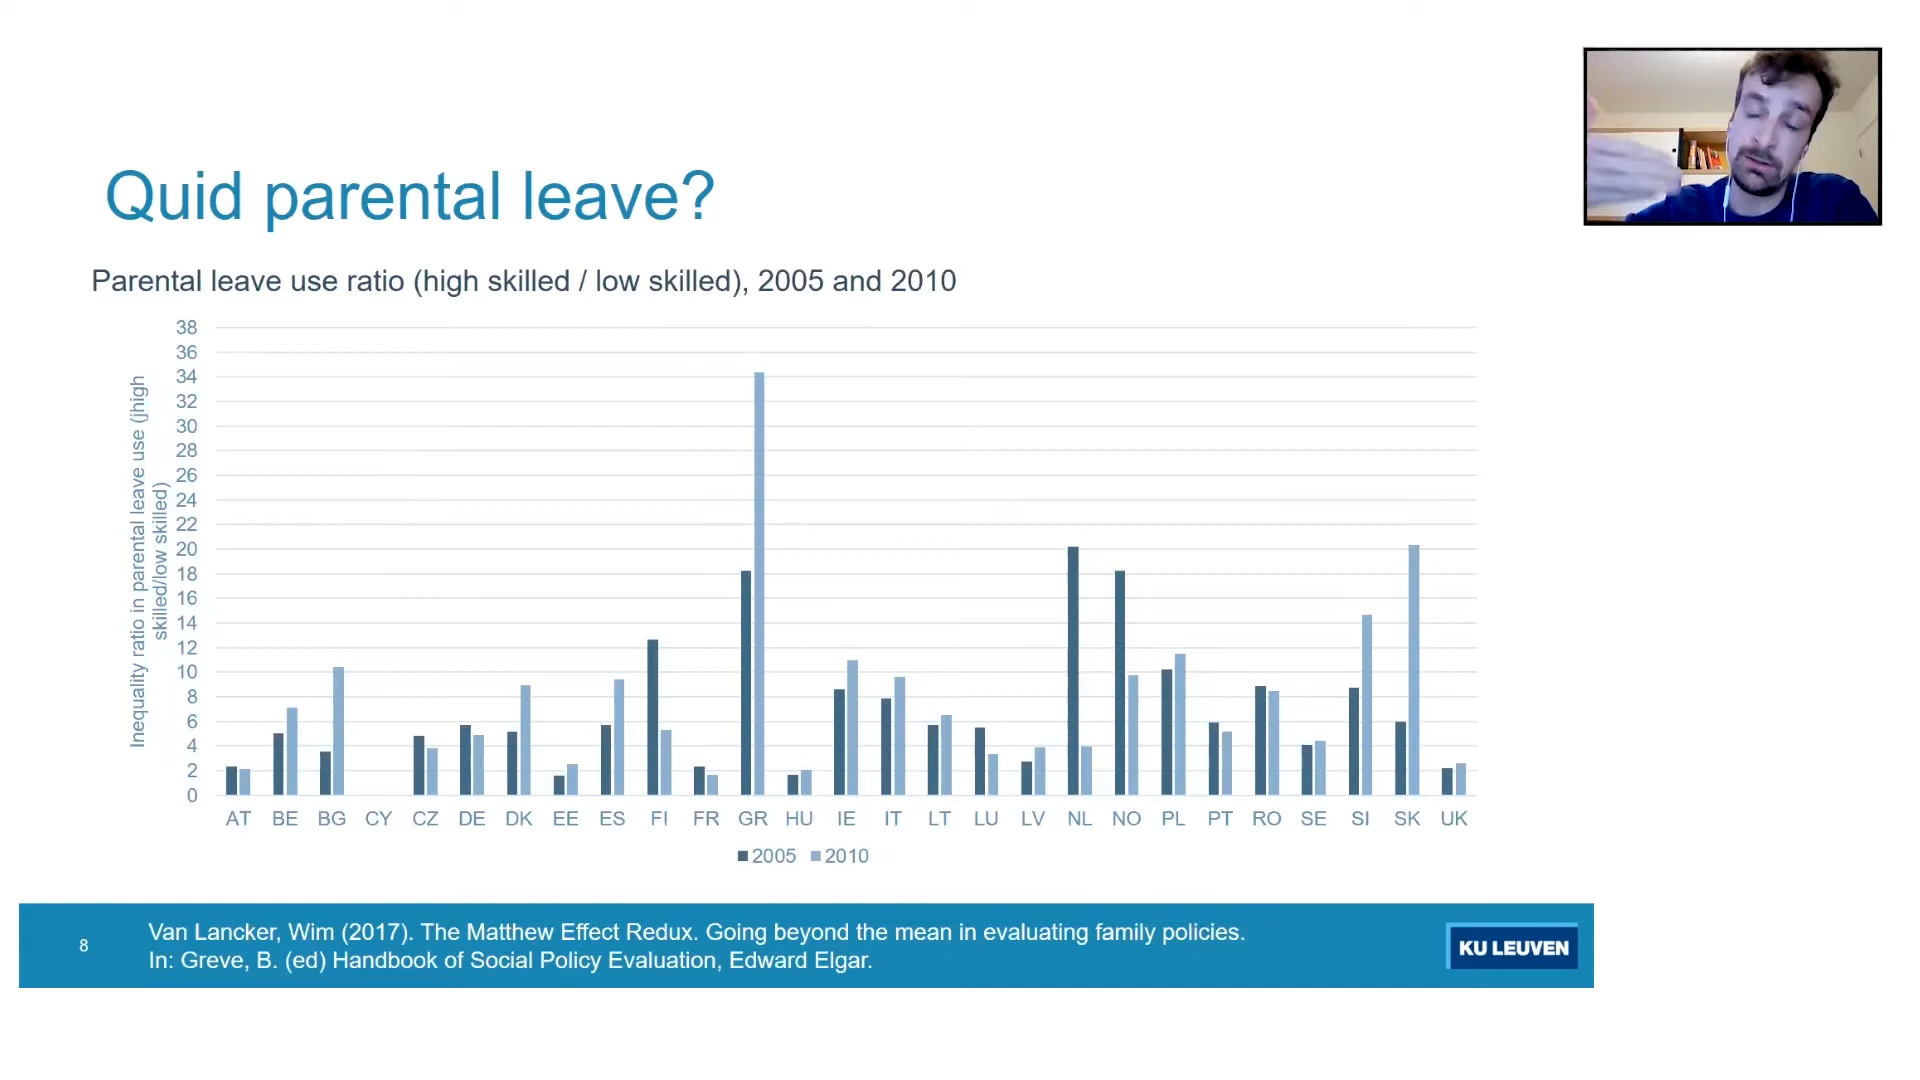 Quid parental leave?
Parental leave use ratio (high skilled / low skilled), 2005 and 2010
Inequality ratio in parental leave use (jhigh
skilled/low skilled)
38
36
34
32
30
28
26
24
22
20
18
16
14
12
10
8
6
4
2
0
AT BE BG CY CZ DE DK EE ES FI FR GR HU IE IT LT LU LV NL NO PL PT RO SE SI SK UK
2005 2010
8
Van Lancker, Wim (2017). The Matthew Effect Redux. Going beyond the mean in evaluating family policies.
In: Greve, B. (ed) Handbook of Social Policy Evaluation, Edward Elgar.
KU LEUVEN